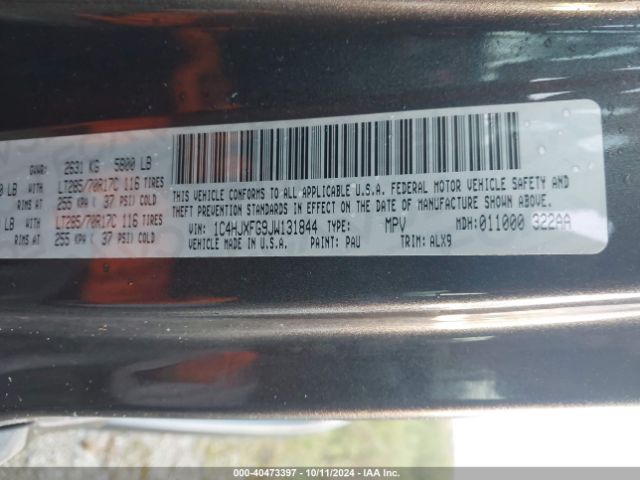 GVWR: 2631 KG 5800 LB
LB WITH LT285/70R17C 116 TIRES
RIMS AT 255 KPA ( 37 PSI) COLD
LB WITH LT285/70R17C 116 TIRES
RIMS AT 255 KPA ( 37 PSI) COLD
THIS VEHICLE CONFORMS TO ALL APPLICABLE U.S.A. FEDERAL MOTOR VEHICLE SAFETY AND
THEFT PREVENTION STANDARDS IN EFFECT ON THE DATE OF MANUFACTURE SHOWN ABOVE.
VIN: 1C4HJXFG9JW131844 TYPE: MPV MDH:011000 322AA
MADE IN U.S.A. PAINT: PAU TRIM: ALX9
000-40473397 - 10/11/2024 - IAA Inc.